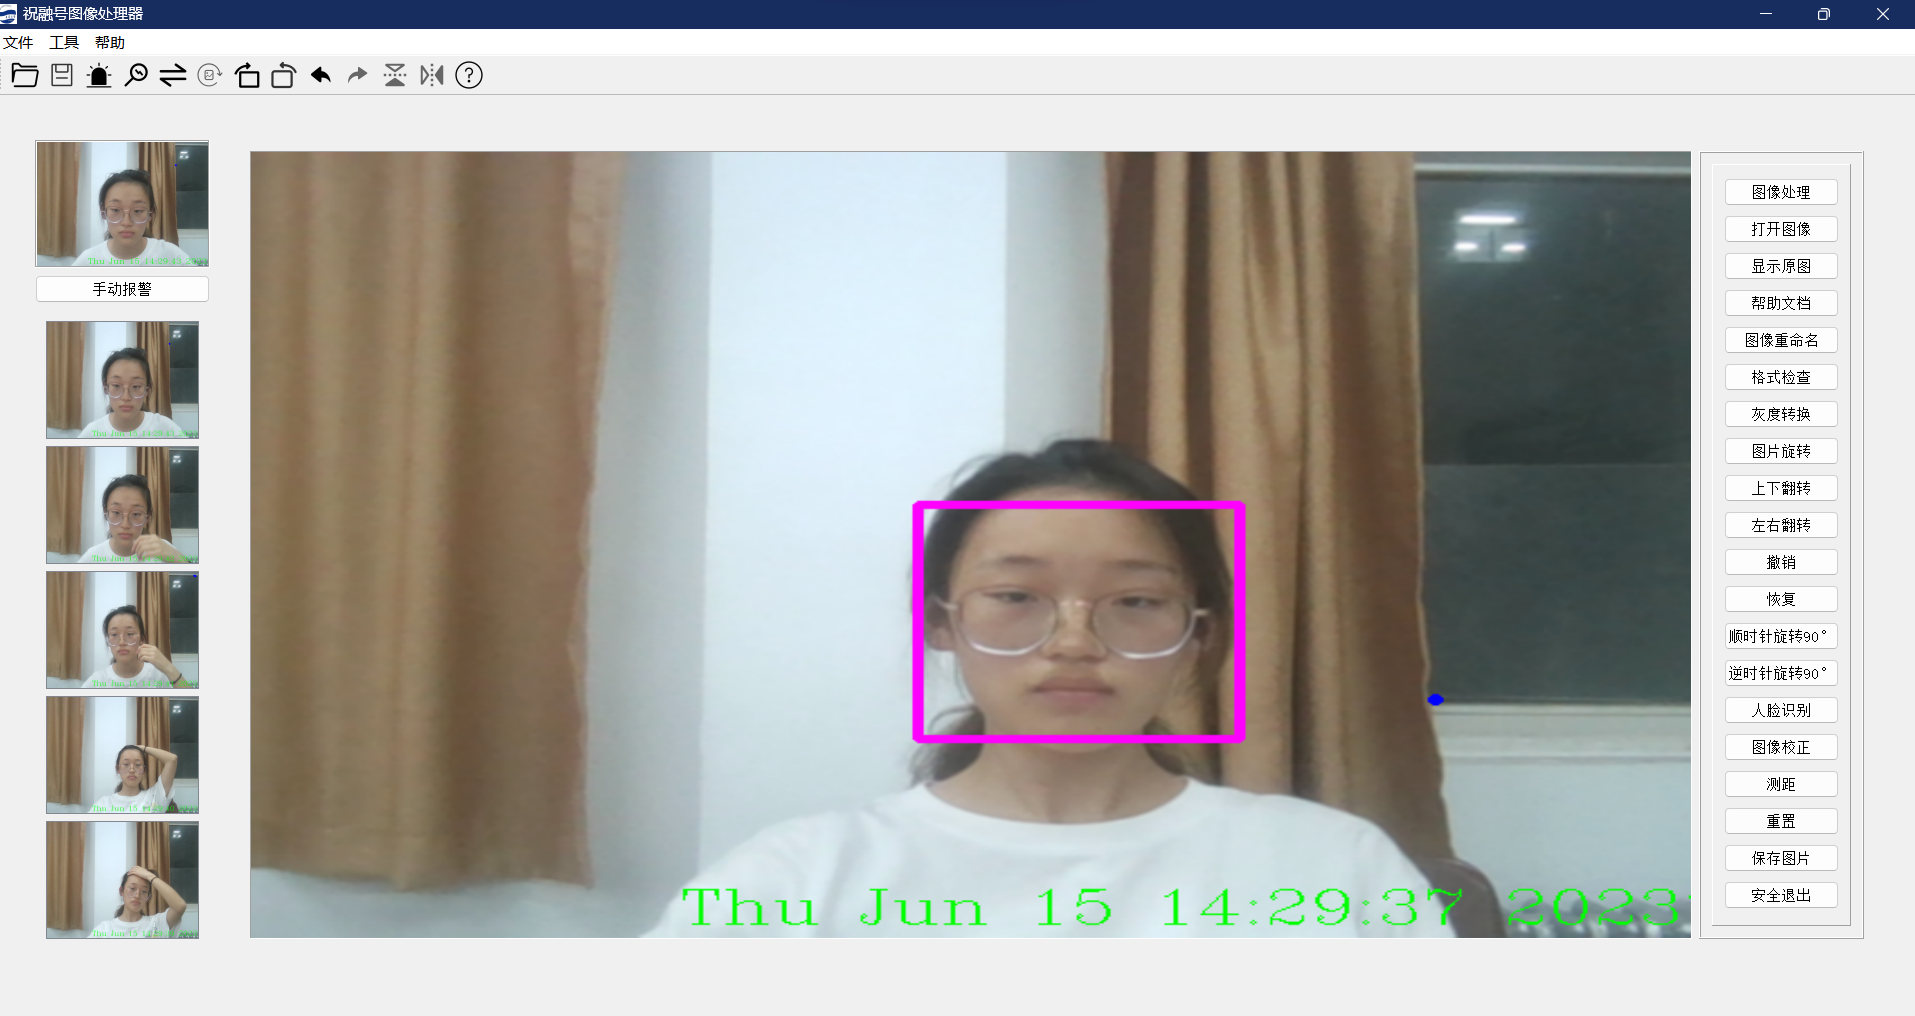 祝融号图像处理器
文件 工具 帮助
手动报警
Thu Jun 15 14:29:37 2023
图像处理
打开图像
显示原图
帮助文档
图像重命名
格式检查
灰度转换
图片旋转
上下翻转
左右翻转
撤销
恢复
顺时针旋转90°
逆时针旋转90°
人脸识别
图像校正
测距
重置
保存图片
安全退出